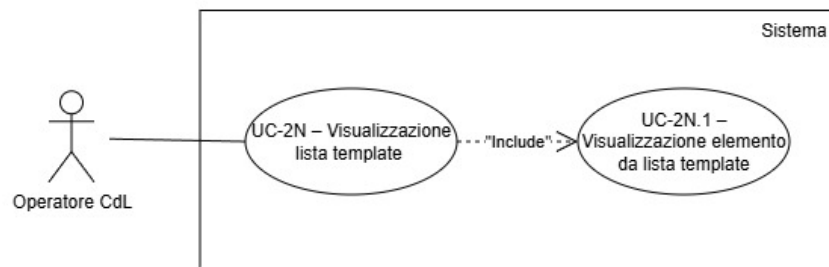 Sistema
UC-2N – Visualizzazione
lista template
"Include"
UC-2N.1 –
Visualizzazione elemento
da lista template
Operatore CdL